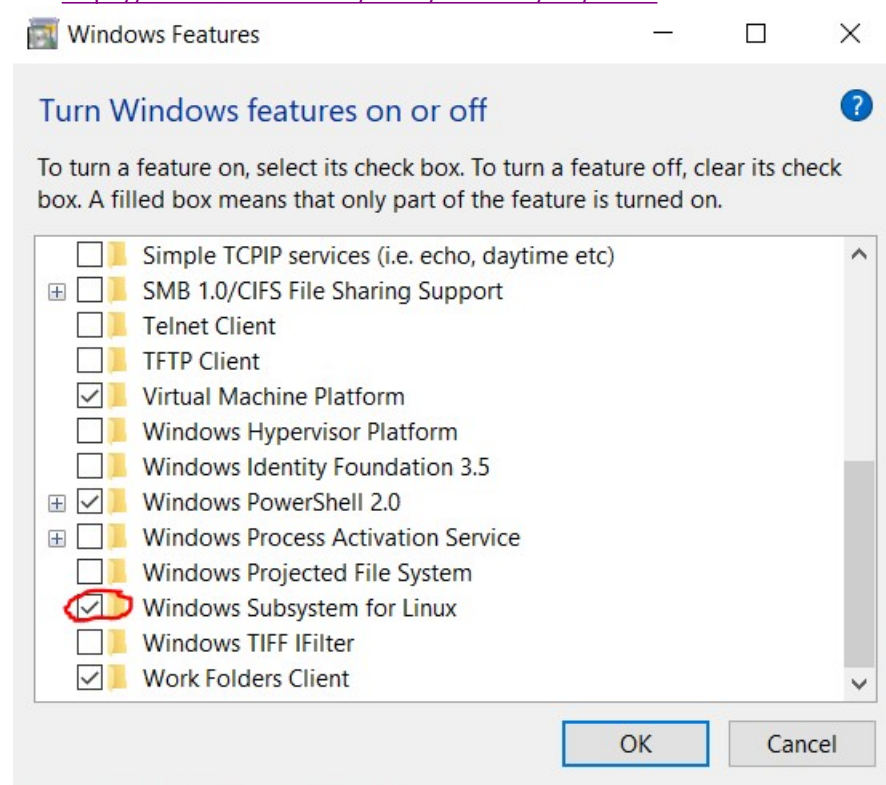 Windows Features
Turn Windows features on or off
?
To turn a feature on, select its check box. To turn a feature off, clear its check
box. A filled box means that only part of the feature is turned on.
Simple TCPIP services (i.e. echo, daytime etc)
SMB 1.0/CIFS File Sharing Support
Telnet Client
TFTP Client
Virtual Machine Platform
Windows Hypervisor Platform
Windows Identity Foundation 3.5
Windows PowerShell 2.0
Windows Process Activation Service
Windows Projected File System
Windows Subsystem for Linux
Windows TIFF IFilter
Work Folders Client
OK Cancel